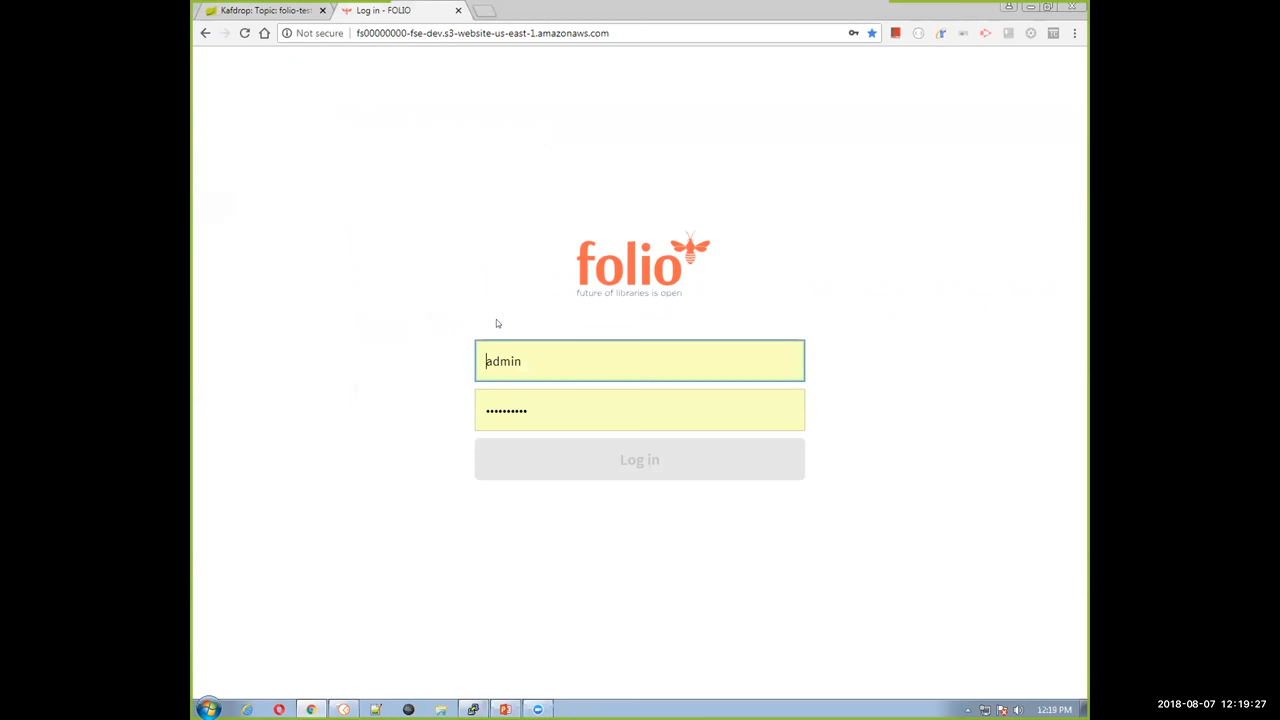 Kafdrop: Topic: folio-test
Log in - FOLIO
Not secure
fs00000000-fse-dev.s3-website-us-east-1.amazonaws.com
folio
future of libraries is open
admin
••••••••••
Log in
12:19 PM
2018-08-07 12:19:27